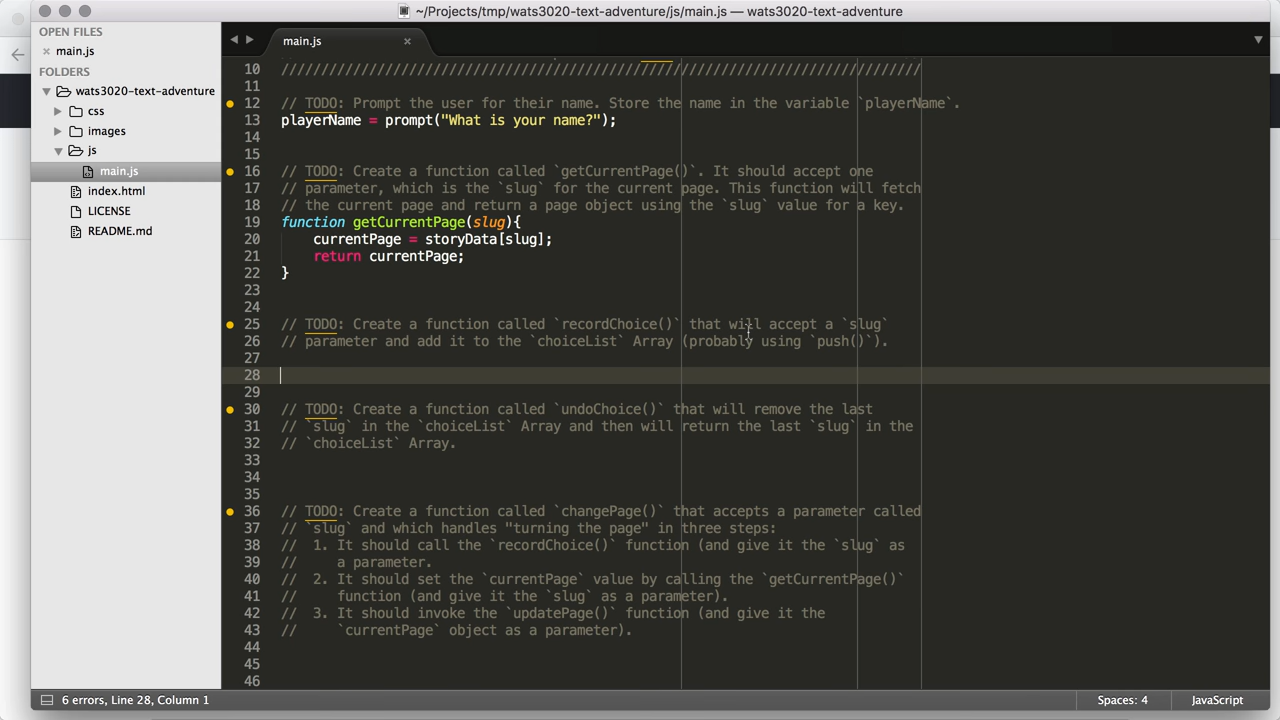 ~/Projects/tmp/wats3020-text-adventure/js/main.js — wats3020-text-adventure
OPEN FILES
main.js
FOLDERS
wats3020-text-adventure
css
images
js
main.js
index.html
LICENSE
README.md
main.js
10 ////////////////////////////////////////////////////////////////////////////////
11
12 // TODO: Prompt the user for their name. Store the name in the variable `playerName`.
13 playerName = prompt("What is your name?");
14
15
16 // TODO: Create a function called `getCurrentPage()`. It should accept one
17 // parameter, which is the `slug` for the current page. This function will fetch
18 // the current page and return a page object using the `slug` value for a key.
19 function getCurrentPage(slug){
20 currentPage = storyData[slug];
21 return currentPage;
22 }
23
24
25 // TODO: Create a function called `recordChoice()` that will accept a `slug`
26 // parameter and add it to the `choiceList` Array (probably using `push()`).
27
28
29
30 // TODO: Create a function called `undoChoice()` that will remove the last
31 // `slug` in the `choiceList` Array and then will return the last `slug` in the
32 // `choiceList` Array.
33
34
35
36 // TODO: Create a function called `changePage()` that accepts a parameter called
37 // `slug` and which handles "turning the page" in three steps:
38 // 1. It should call the `recordChoice()` function (and give it the `slug` as
39 // a parameter.
40 // 2. It should set the `currentPage` value by calling the `getCurrentPage()`
41 // function (and give it the `slug` as a parameter).
42 // 3. It should invoke the `updatePage()` function (and give it the
43 // `currentPage` object as a parameter).
44
45
46
6 errors, Line 28, Column 1
Spaces: 4
JavaScript